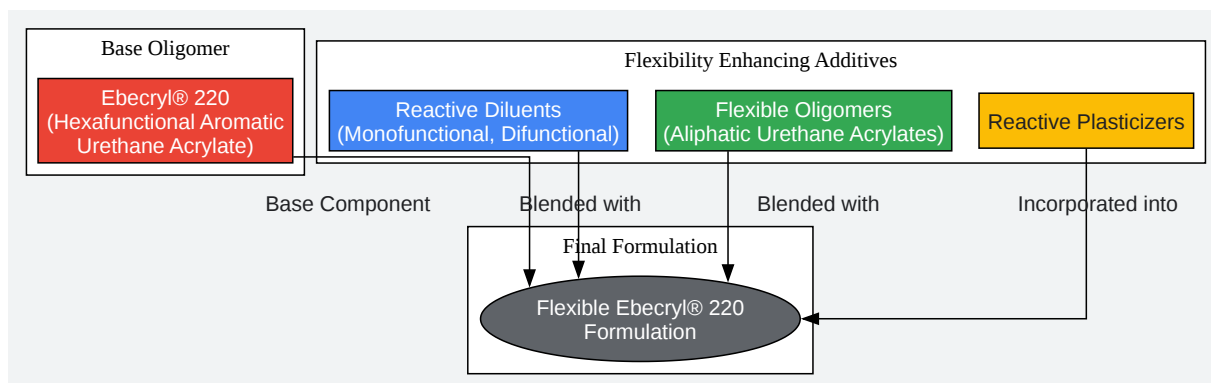 Base Oligomer
Flexibility Enhancing Additives
Ebecryl® 220
(Hexafunctional Aromatic
Urethane Acrylate)
Reactive Diluents
(Monofunctional, Difunctional)
Flexible Oligomers
(Aliphatic Urethane Acrylates)
Reactive Plasticizers
Base Component
Blended with
Blended with
Incorporated into
Final Formulation
Flexible Ebecryl® 220
Formulation